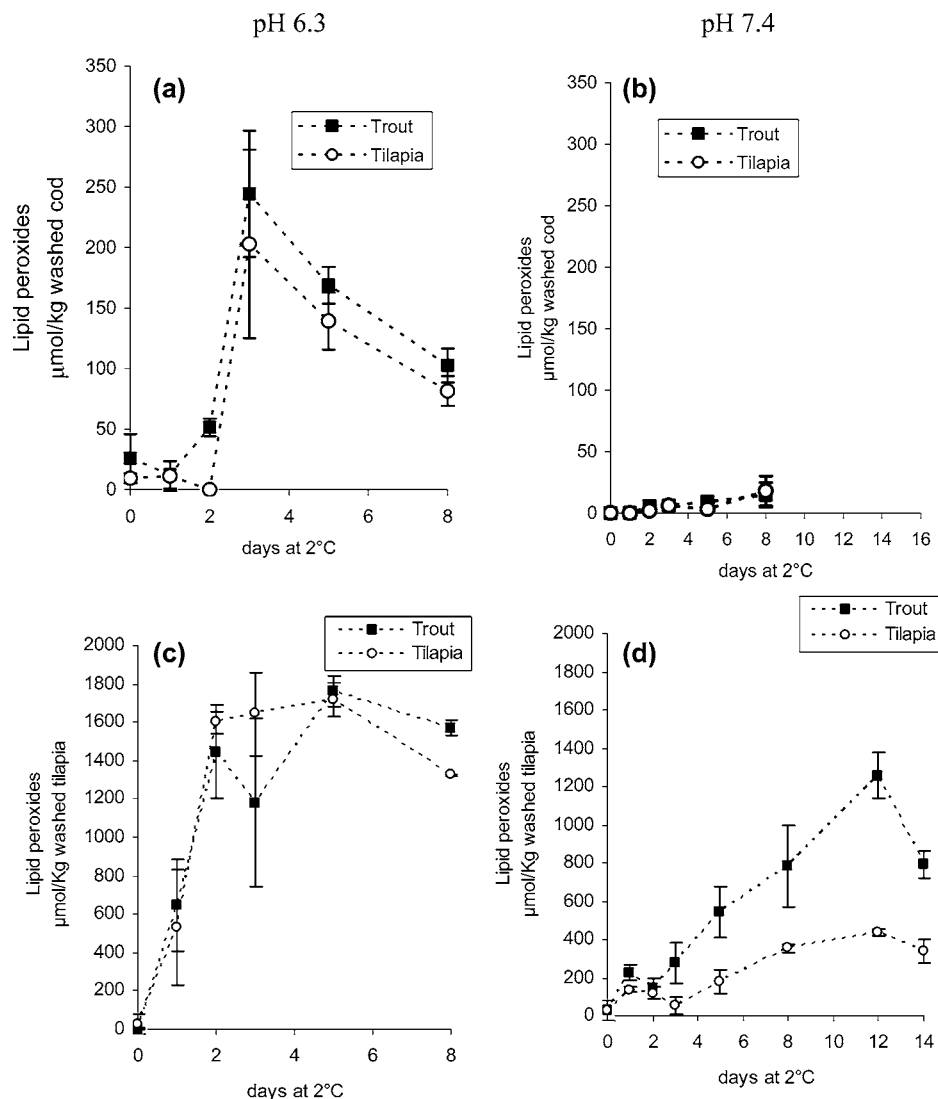 pH 6.3
pH 7.4
(a)
Trout
Tilapia
Lipid peroxides
µmol/kg washed cod
350
300
250
200
150
100
50
0
0 2 4 6 8
days at 2°C
(b)
Trout
Tilapia
Lipid peroxides
µmol/kg washed cod
350
300
250
200
150
100
50
0
0 2 4 6 8 10 12 14 16
days at 2°C
(c)
Trout
Tilapia
Lipid peroxides
µmol/Kg washed tilapia
2000
1800
1600
1400
1200
1000
800
600
400
200
0
0 2 4 6 8
days at 2°C
(d)
Trout
Tilapia
Lipid peroxides
µmol/Kg washed tilapia
2000
1800
1600
1400
1200
1000
800
600
400
200
0
0 2 4 6 8 10 12 14
days at 2°C